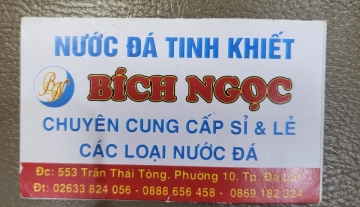 NƯỚC ĐÁ TINH KHIẾT
BN
BÍCH NGỌC
CHUYÊN CUNG CẤP SỈ & LẺ
CÁC LOẠI NƯỚC ĐÁ
Đc: 553 Trần Thái Tông, Phường 10, Tp. Đà Lạt
Đt: 02633 824 056 - 0888 656 458 - 0869 182 324